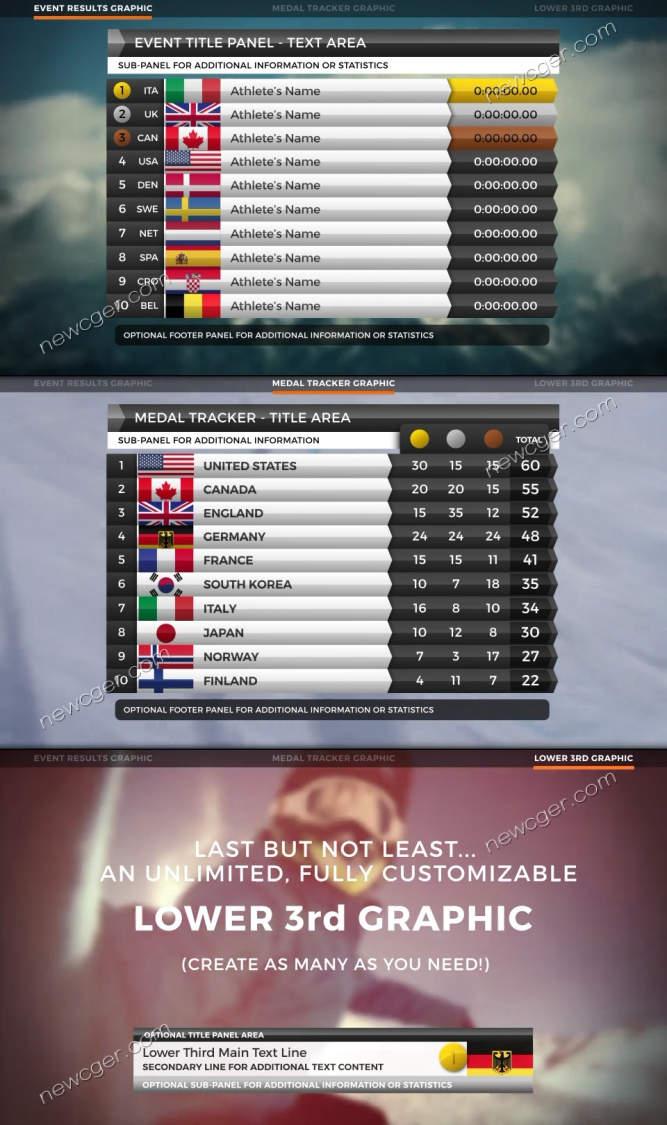 EVENT RESULTS GRAPHIC MEDAL TRACKER GRAPHIC LOWER 3RD GRAPHIC
newcger.com
EVENT TITLE PANEL - TEXT AREA
SUB-PANEL FOR ADDITIONAL INFORMATION OR STATISTICS
1 ITA Athlete's Name 0:00:00.00
2 UK Athlete's Name 0:00:00.00
3 CAN Athlete's Name 0:00:00.00
4 USA Athlete's Name 0:00:00.00
5 DEN Athlete's Name 0:00:00.00
6 SWE Athlete's Name 0:00:00.00
7 NET Athlete's Name 0:00:00.00
8 SPA Athlete's Name 0:00:00.00
9 CRO Athlete's Name 0:00:00.00
10 BEL Athlete's Name 0:00:00.00
newcger.com
OPTIONAL FOOTER PANEL FOR ADDITIONAL INFORMATION OR STATISTICS
EVENT RESULTS GRAPHIC MEDAL TRACKER GRAPHIC LOWER 3RD GRAPHIC
newcger.com
MEDAL TRACKER - TITLE AREA
SUB-PANEL FOR ADDITIONAL INFORMATION TOTAL
1 UNITED STATES 30 15 15 60
2 CANADA 20 20 15 55
3 ENGLAND 15 35 12 52
4 GERMANY 24 24 24 48
5 FRANCE 15 15 11 41
6 SOUTH KOREA 10 7 18 35
7 ITALY 16 8 10 34
8 JAPAN 10 12 8 30
9 NORWAY 7 3 17 27
10 FINLAND 4 11 7 22
newcger.com
OPTIONAL FOOTER PANEL FOR ADDITIONAL INFORMATION OR STATISTICS
EVENT RESULTS GRAPHIC MEDAL TRACKER GRAPHIC LOWER 3RD GRAPHIC
newcger.com
LAST BUT NOT LEAST...
AN UNLIMITED, FULLY CUSTOMIZABLE
LOWER 3rd GRAPHIC
(CREATE AS MANY AS YOU NEED!)
OPTIONAL TITLE PANEL AREA
Lower Third Main Text Line
1
SECONDARY LINE FOR ADDITIONAL TEXT CONTENT
OPTIONAL SUB-PANEL FOR ADDITIONAL INFORMATION OR STATISTICS
newcger.com